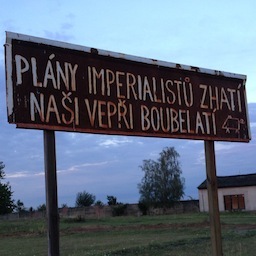 PLÁNY IMPERIALISTŮ ZHATÍ
NAŠI VEPŘI BOUBELATÍ